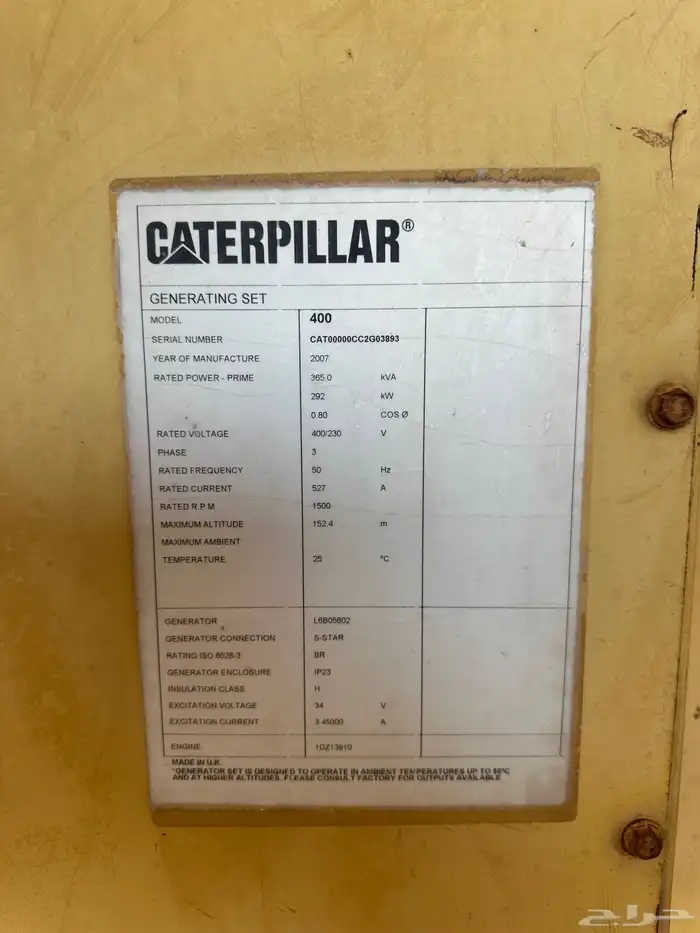 CATERPILLAR®
GENERATING SET
MODEL 400
SERIAL NUMBER CAT00000CC2G03893
YEAR OF MANUFACTURE 2007
RATED POWER - PRIME 365.0 kVA
292 kW
0.80 COS Ø
RATED VOLTAGE 400/230 V
PHASE 3
RATED FREQUENCY 50 Hz
RATED CURRENT 527 A
RATED R P M 1500
MAXIMUM ALTITUDE 152.4 m
MAXIMUM AMBIENT
TEMPERATURE 25 °C
GENERATOR L6B05602
GENERATOR CONNECTION S-STAR
RATING ISO 8528-3 BR
GENERATOR ENCLOSURE IP23
INSULATION CLASS H
EXCITATION VOLTAGE 34 V
EXCITATION CURRENT 3.45000 A
ENGINE 1DZ13910
MADE IN U.K.
*GENERATOR SET IS DESIGNED TO OPERATE IN AMBIENT TEMPERATURES UP TO 50°C
AND AT HIGHER ALTITUDES. PLEASE CONSULT FACTORY FOR OUTPUTS AVAILABLE
حراج